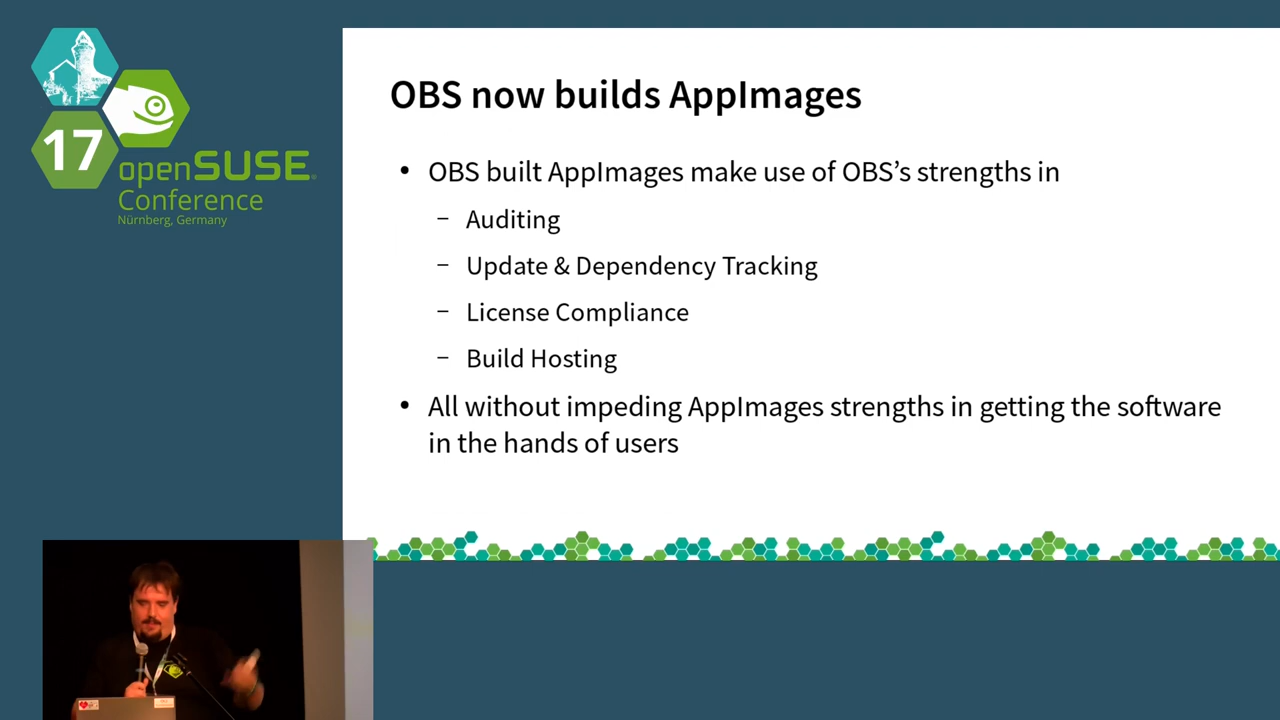 17
openSUSE
Conference
Nürnberg, Germany
OBS now builds AppImages
• OBS built AppImages make use of OBS’s strengths in
– Auditing
– Update & Dependency Tracking
– License Compliance
– Build Hosting
• All without impeding AppImages strengths in getting the software
in the hands of users